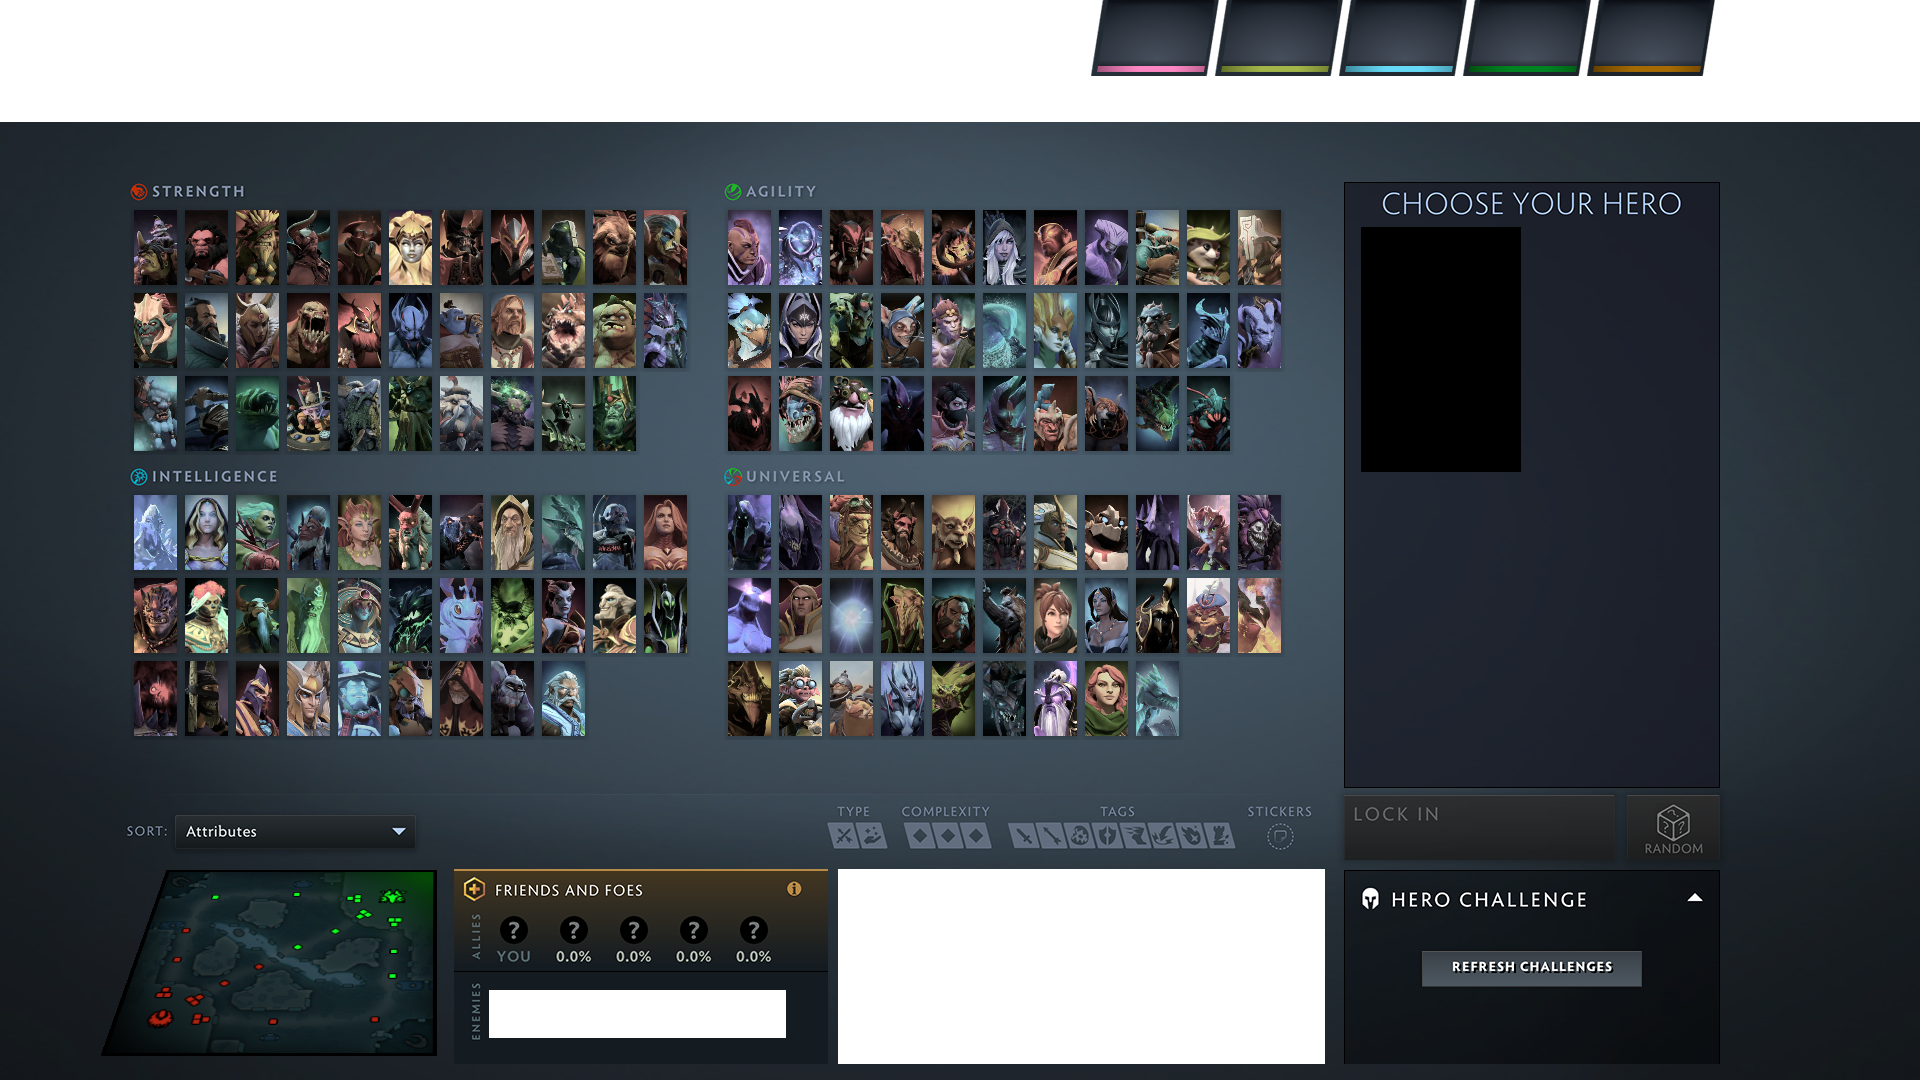 STRENGTH
AGILITY
CHOOSE YOUR HERO
INTELLIGENCE
UNIVERSAL
TYPE
COMPLEXITY
TAGS
STICKERS
SORT:
Attributes
LOCK IN
RANDOM
FRIENDS AND FOES
ALLIES
? ? ? ? ?
YOU 0.0% 0.0% 0.0% 0.0%
ENEMIES
HERO CHALLENGE
REFRESH CHALLENGES